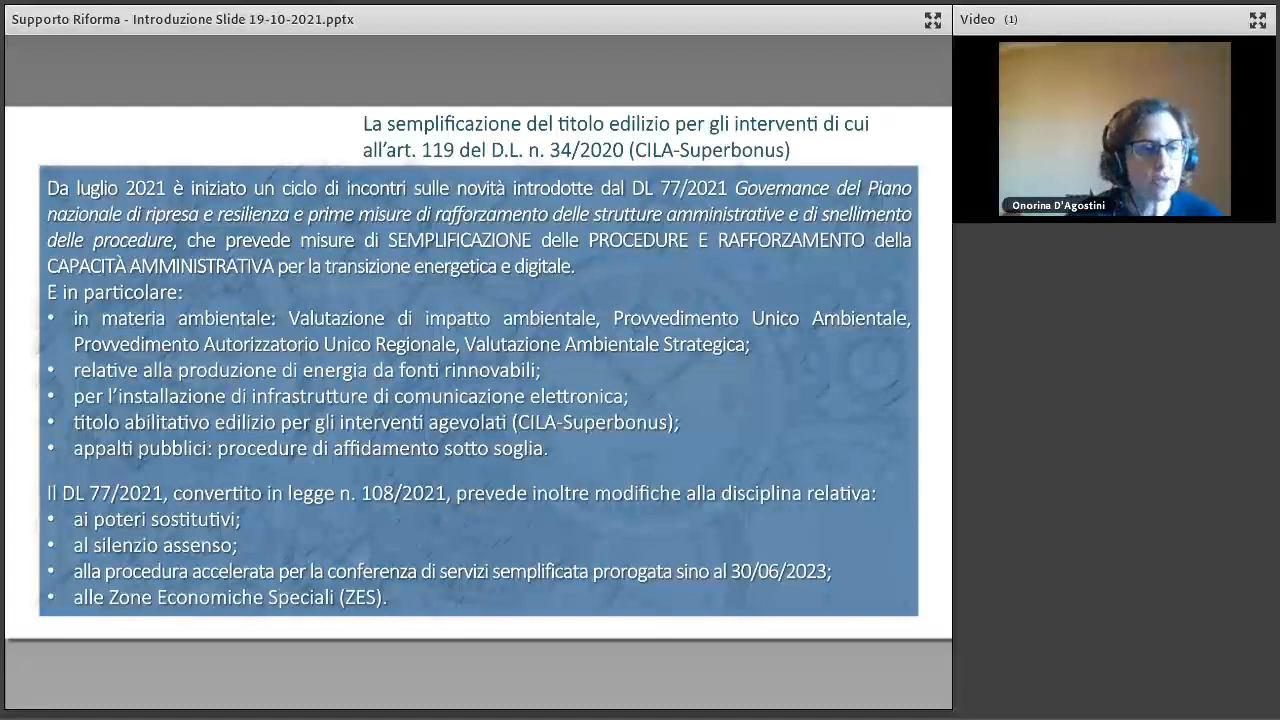 Supporto Riforma - Introduzione Slide 19-10-2021.pptx
Video (1)
La semplificazione del titolo edilizio per gli interventi di cui
all’art. 119 del D.L. n. 34/2020 (CILA-Superbonus)
Da luglio 2021 è iniziato un ciclo di incontri sulle novità introdotte dal DL 77/2021 Governance del Piano
nazionale di ripresa e resilienza e prime misure di rafforzamento delle strutture amministrative e di snellimento
delle procedure, che prevede misure di SEMPLIFICAZIONE delle PROCEDURE E RAFFORZAMENTO della
CAPACITÀ AMMINISTRATIVA per la transizione energetica e digitale.
E in particolare:
• in materia ambientale: Valutazione di impatto ambientale, Provvedimento Unico Ambientale,
Provvedimento Autorizzatorio Unico Regionale, Valutazione Ambientale Strategica;
• relative alla produzione di energia da fonti rinnovabili;
• per l’installazione di infrastrutture di comunicazione elettronica;
• titolo abilitativo edilizio per gli interventi agevolati (CILA-Superbonus);
• appalti pubblici: procedure di affidamento sotto soglia.
Il DL 77/2021, convertito in legge n. 108/2021, prevede inoltre modifiche alla disciplina relativa:
• ai poteri sostitutivi;
• al silenzio assenso;
• alla procedura accelerata per la conferenza di servizi semplificata prorogata sino al 30/06/2023;
• alle Zone Economiche Speciali (ZES).
Onorina D'Agostini